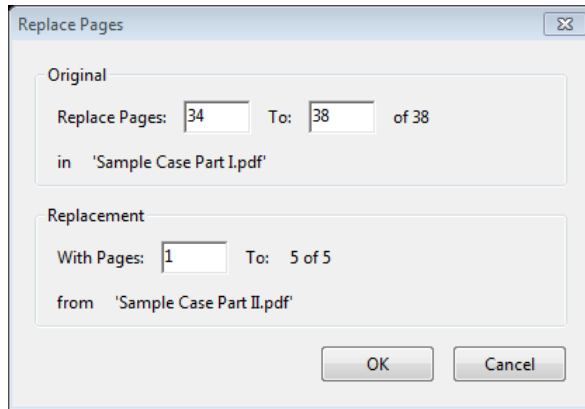 Replace Pages
Original
Replace Pages: 34 To: 38 of 38
in 'Sample Case Part I.pdf'
Replacement
With Pages: 1 To: 5 of 5
from 'Sample Case Part II.pdf'
OK Cancel